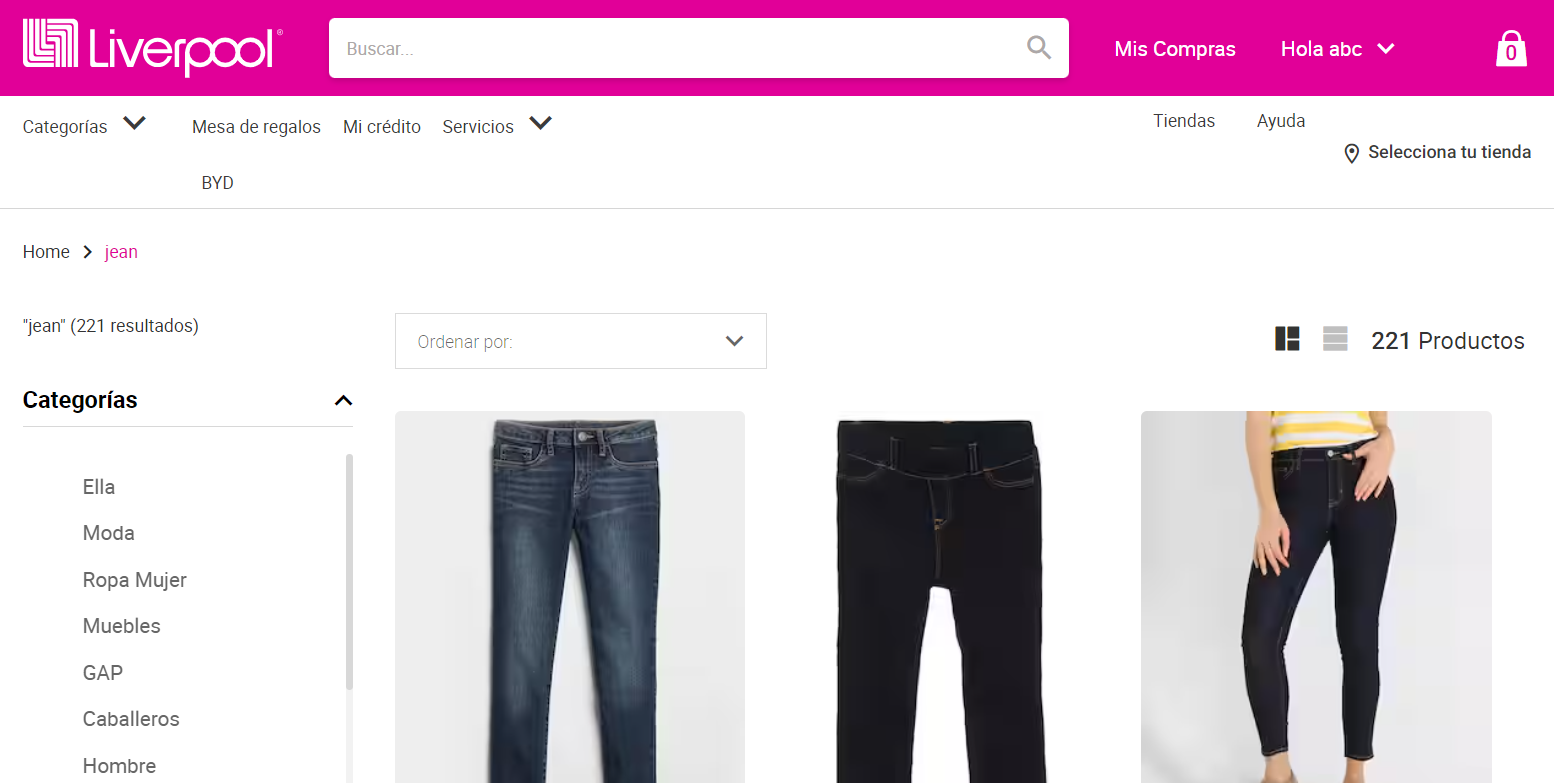 Liverpool®
Buscar...
Mis Compras
Hola abc
0
Categorías
Mesa de regalos
Mi crédito
Servicios
BYD
Tiendas
Ayuda
Selecciona tu tienda
Home
jean
"jean" (221 resultados)
Ordenar por:
221 Productos
Categorías
Ella
Moda
Ropa Mujer
Muebles
GAP
Caballeros
Hombre